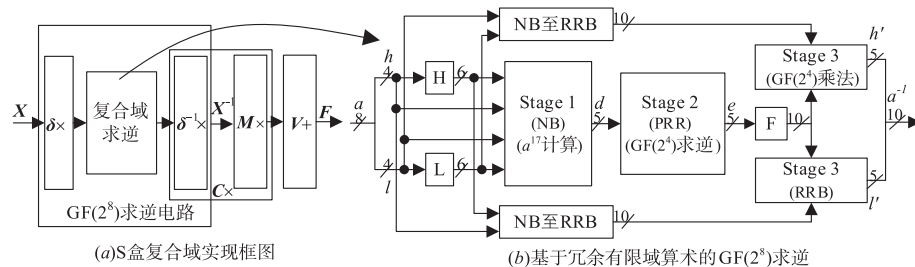 X
δ×
复合域
求逆
δ⁻¹×
X⁻¹
M×
C×
V+
F
GF(2⁸)求逆电路
(a)S盒复合域实现框图
a
8
h
4
l
4
H
6
L
6
NB至RRB
10
Stage 1
(NB)
(a¹⁷计算)
d
5
Stage 2
(PRR)
(GF(2⁴)求逆)
e
5
F
10
Stage 3
(GF(2⁴)乘法)
h′
5
Stage 3
(RRB)
5
l′
a⁻¹
10
NB至RRB
10
(b)基于冗余有限域算术的GF(2⁸)求逆